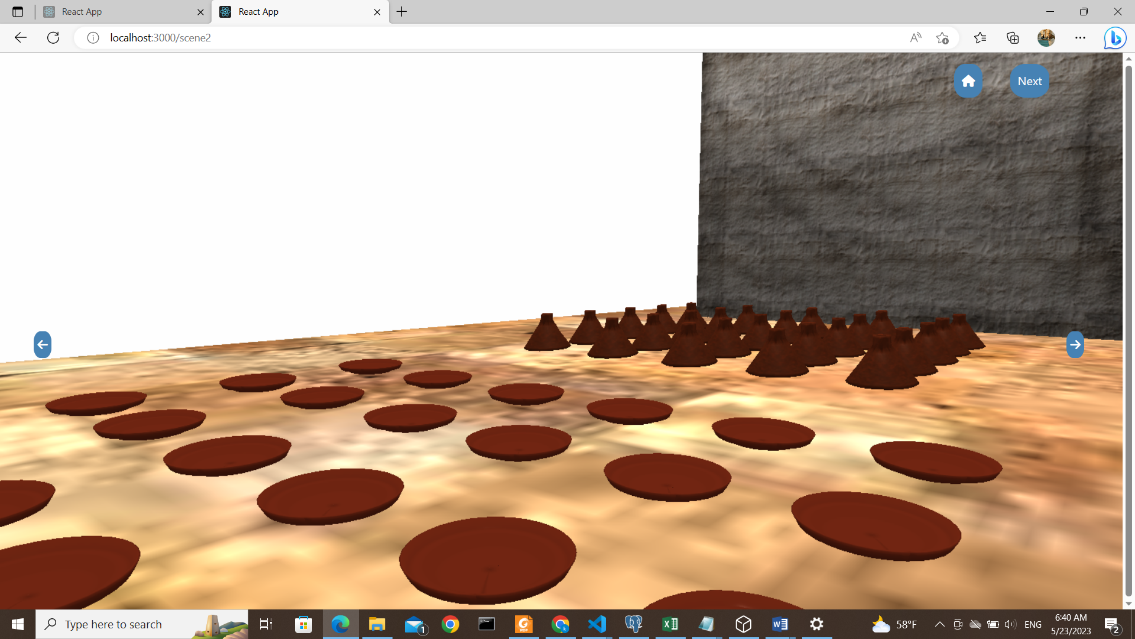 React App
React App
localhost:3000/scene2
Next
Type here to search
1
58°F
ENG
6:40 AM
5/23/2023
2